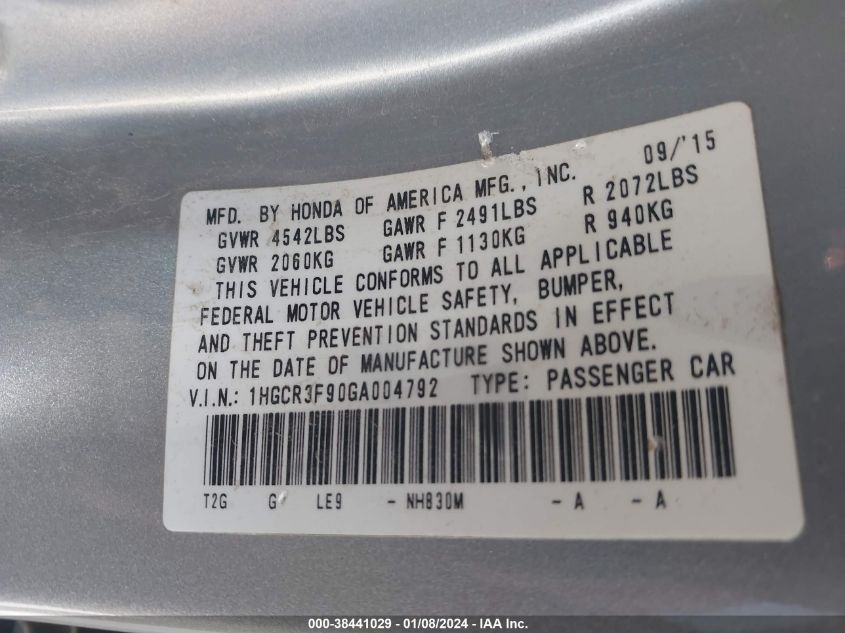 09/'15
MFD. BY HONDA OF AMERICA MFG., INC.
GVWR 4542LBS GAWR F 2491LBS R 2072LBS
GVWR 2060KG GAWR F 1130KG R 940KG
THIS VEHICLE CONFORMS TO ALL APPLICABLE
FEDERAL MOTOR VEHICLE SAFETY, BUMPER,
AND THEFT PREVENTION STANDARDS IN EFFECT
ON THE DATE OF MANUFACTURE SHOWN ABOVE.
V.I.N.: 1HGCR3F90GA004792 TYPE: PASSENGER CAR
T2G G LE9 - NH830M - A - A
000-38441029 - 01/08/2024 - IAA Inc.